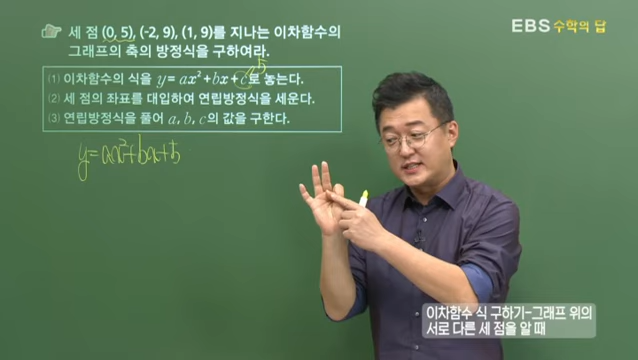 세 점 (0, 5), (-2, 9), (1, 9)를 지나는 이차함수의
그래프의 축의 방정식을 구하여라.
EBS 수학의 답
5
(1) 이차함수의 식을 y=ax²+bx+c로 놓는다.
(2) 세 점의 좌표를 대입하여 연립방정식을 세운다.
(3) 연립방정식을 풀어 a, b, c의 값을 구한다.
y=ax²+bx+5
이차함수 식 구하기-그래프 위의
서로 다른 세 점을 알 때